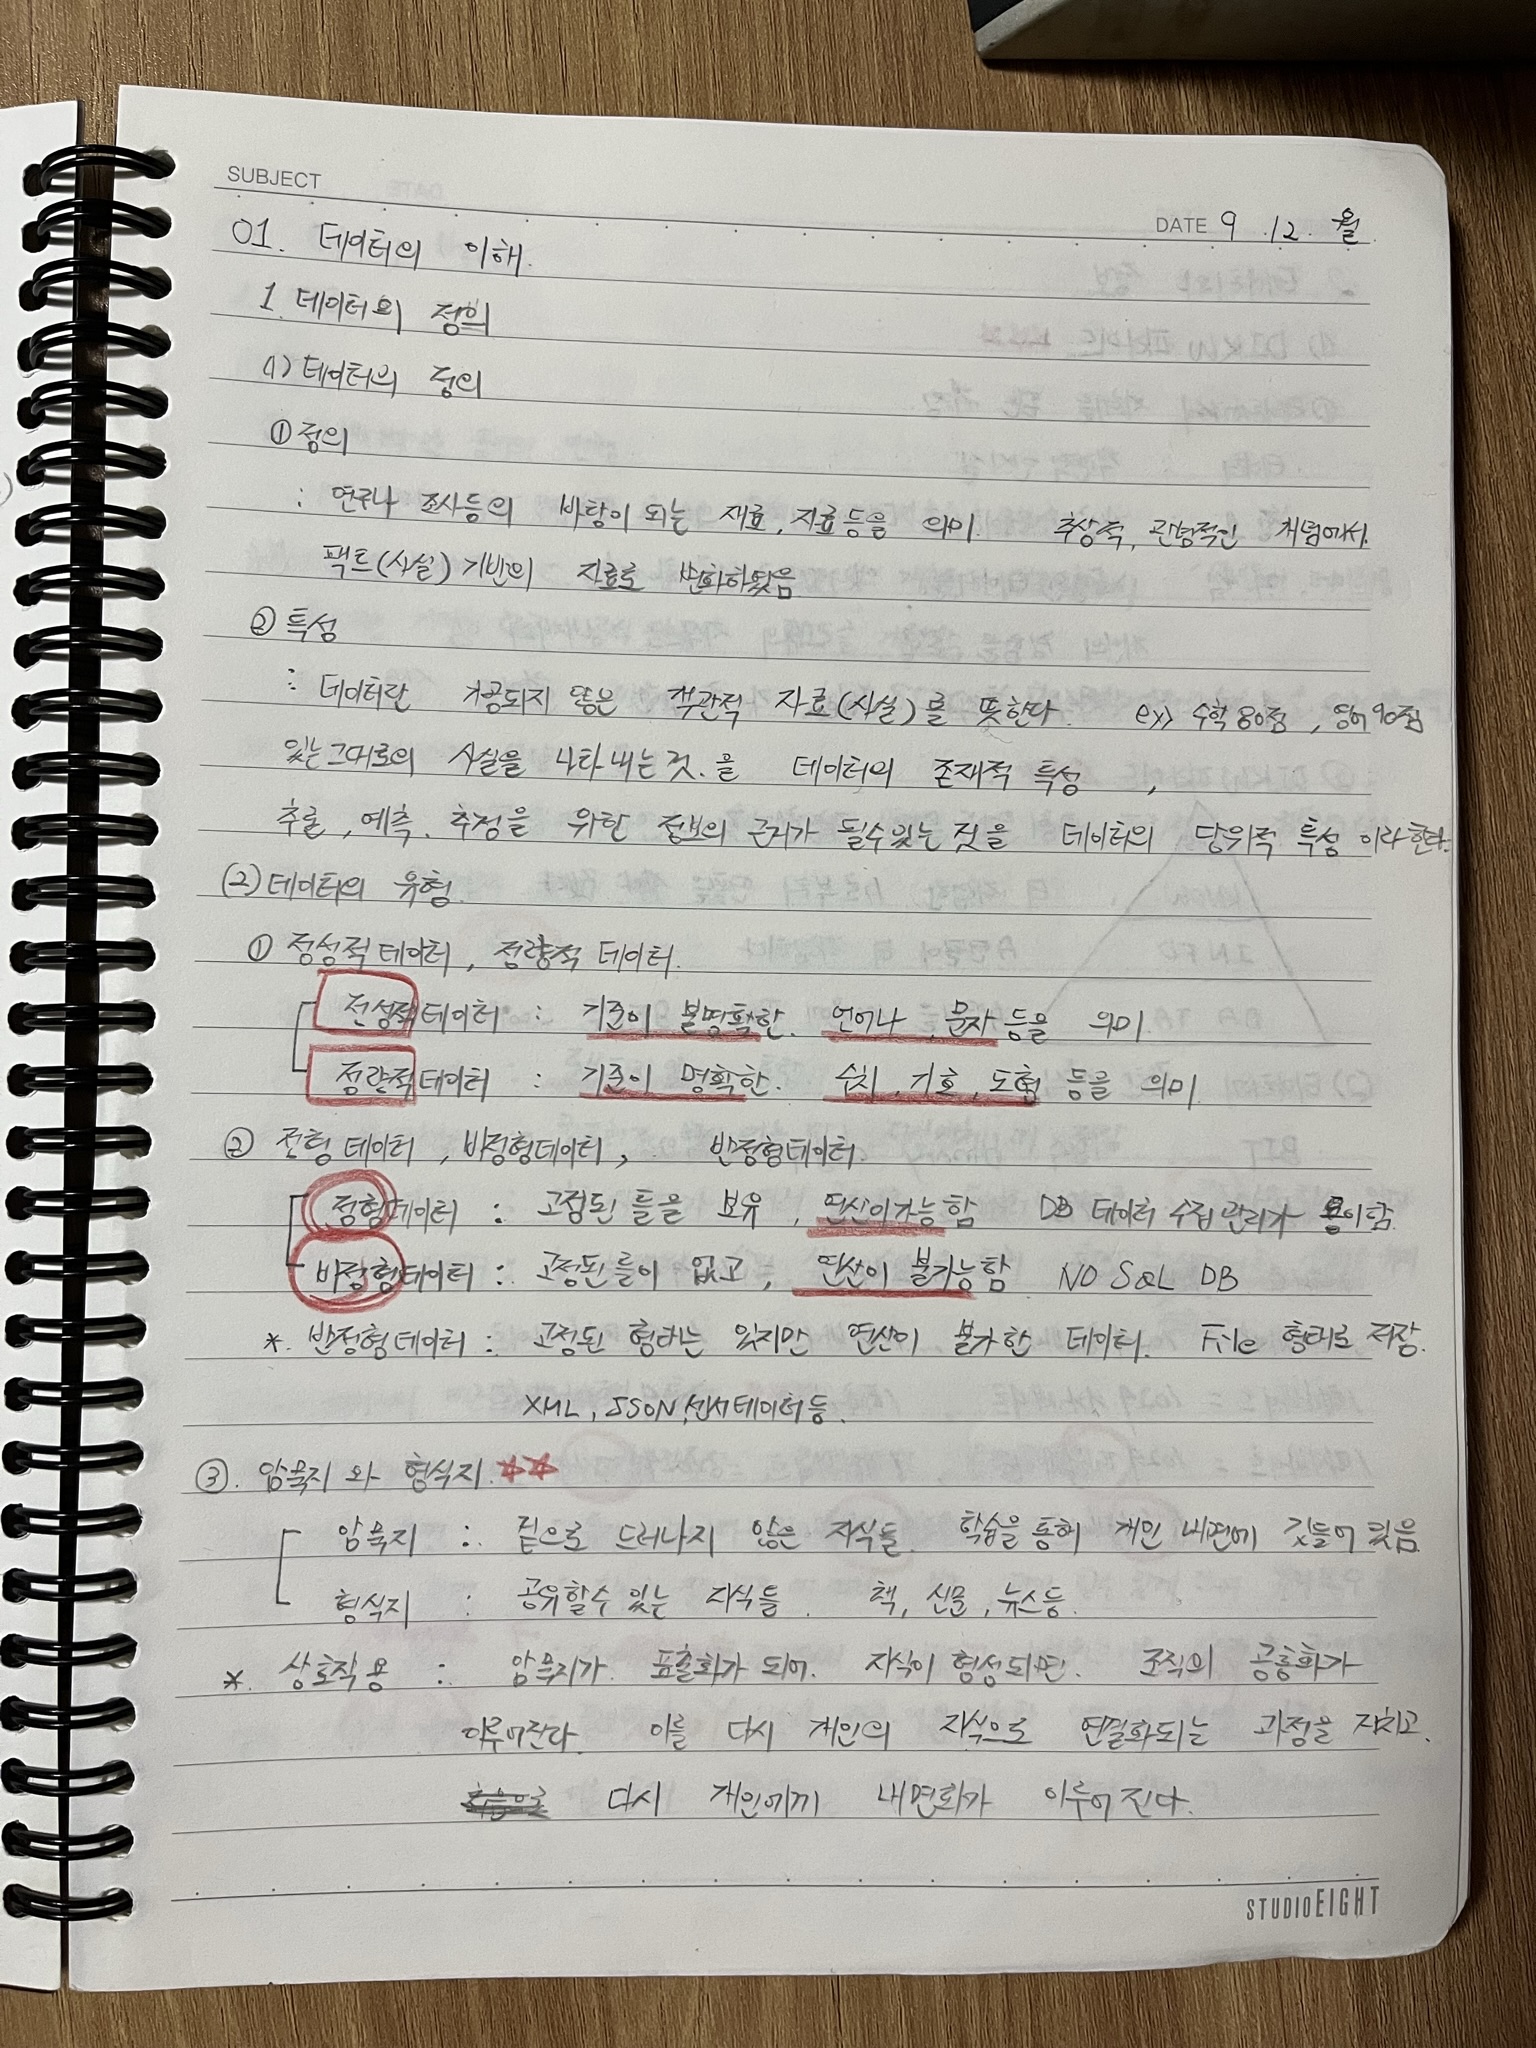 SUBJECT
DATE 9 . 12. 월
01. 데이터의 이해.
1. 데이터의 정의
(1) 데이터의 정의
① 정의
: 연구나 조사등의 바탕이 되는 재료, 자료 등을 의미. 추상적, 관념적인 개념에서.
팩트(사실) 기반의 자료로 변화하였음
② 특성
: 데이터란 가공되지 않은 객관적 자료(사실)를 뜻한다. ex) 수학 80점, 영어 90점
있는그대로의 사실을 나타내는것.을 데이터의 존재적 특성,
추론, 예측, 추정을 위한 정보의 근거가 될수있는 것을 데이터의 당위적 특성 이라한다.
(2) 데이터의 유형.
① 정성적 데이터, 정량적 데이터.
정성적 데이터 : 기준이 불명확한. 언어나, 문자 등을 의미.
정량적 데이터 : 기준이 명확한. 수치, 기호, 도형 등을 의미
② 정형 데이터, 비정형데이터, 반정형데이터.
정형데이터 : 고정된 틀을 보유, 연산이가능함 DB 데이터 수집 관리가 용이함.
비정형데이터 : 고정된 틀이 없고, 연산이 불가능함 NO SQL DB
*. 반정형 데이터 : 고정된 형태는 있지만 연산이 불가한 데이터. File 형태로 저장.
XML, JSON, 센서데이터 등.
③. 암묵지 와 형식지. ☆☆
암묵지 : 겉으로 드러나지 않은 지식들. 학습을 통해 개인 내면에 깃들어 있음
형식지 : 공유할수 있는 지식들. 책, 신문, 뉴스등.
*. 상호작용 : 암묵지가. 표출화가 되어. 지식이 형성되면. 조직의 공통화가
이루어진다. 이를 다시 개인의 지식으로 연결화되는 과정을 거치고.
다시 개인에게 내면화가 이루어 진다.
STUDIOEIGHT